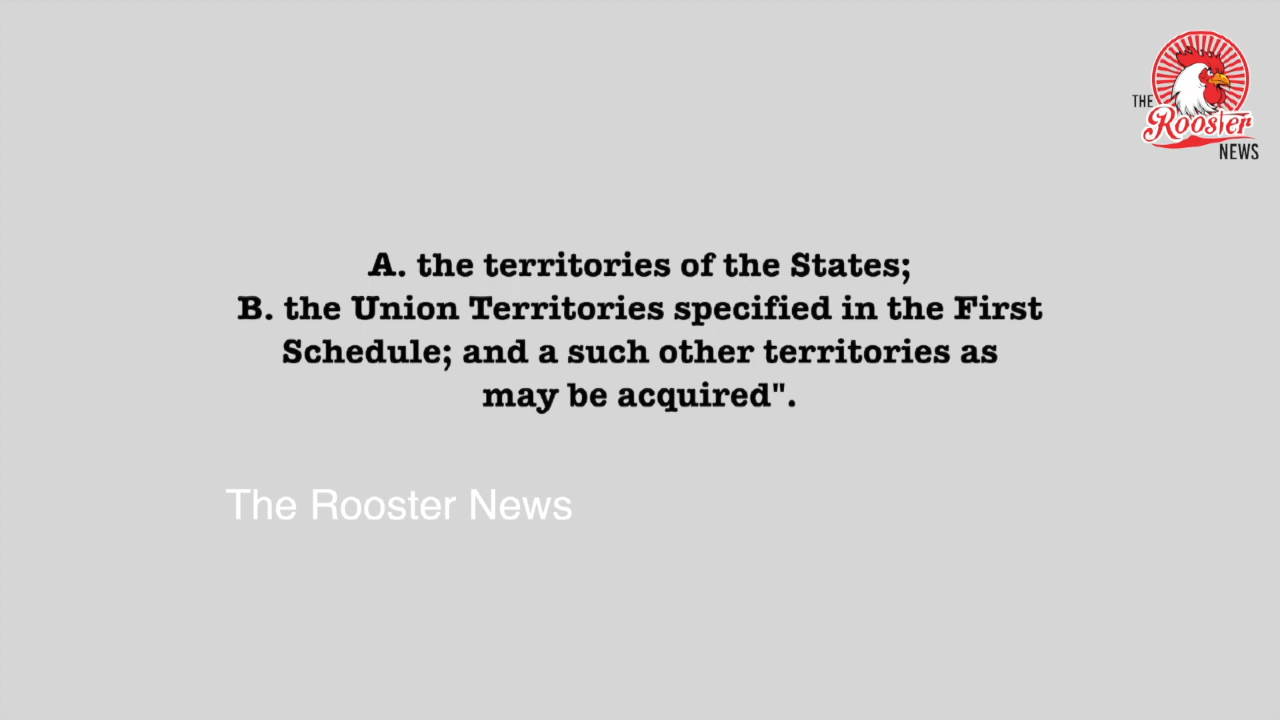 THE
Rooster
NEWS
A. the territories of the States;
B. the Union Territories specified in the First
Schedule; and a such other territories as
may be acquired".
The Rooster News